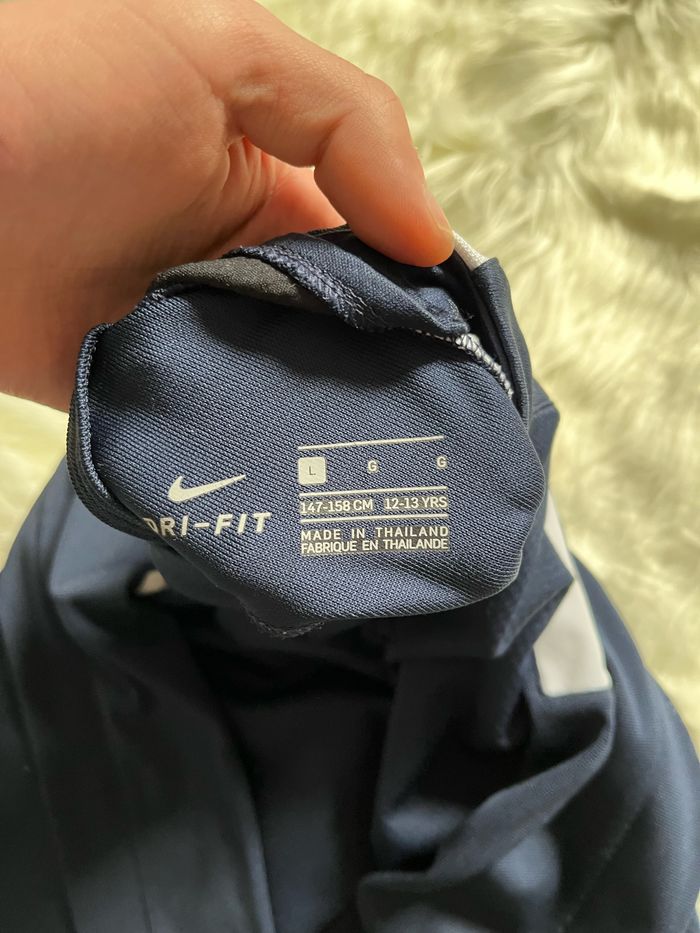 DRI-FIT
L G G
147-158 CM 12-13 YRS
MADE IN THAILAND
FABRIQUE EN THAILANDE